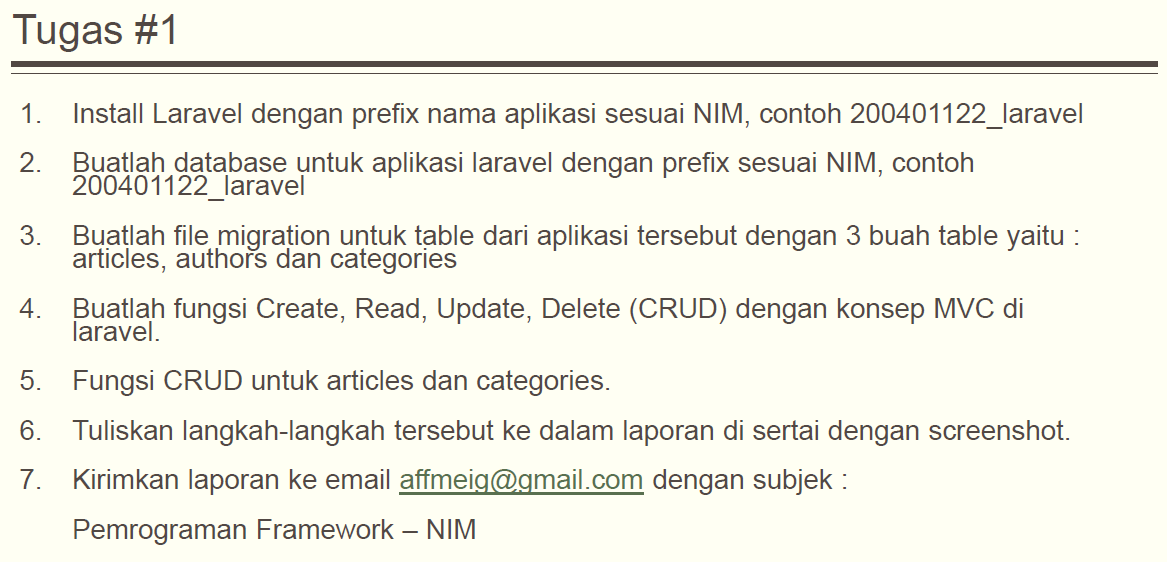 Tugas #1
1. Install Laravel dengan prefix nama aplikasi sesuai NIM, contoh 200401122_laravel
2. Buatlah database untuk aplikasi laravel dengan prefix sesuai NIM, contoh
200401122_laravel
3. Buatlah file migration untuk table dari aplikasi tersebut dengan 3 buah table yaitu :
articles, authors dan categories
4. Buatlah fungsi Create, Read, Update, Delete (CRUD) dengan konsep MVC di
laravel.
5. Fungsi CRUD untuk articles dan categories.
6. Tuliskan langkah-langkah tersebut ke dalam laporan di sertai dengan screenshot.
7. Kirimkan laporan ke email affmeig@gmail.com dengan subjek :
Pemrograman Framework – NIM